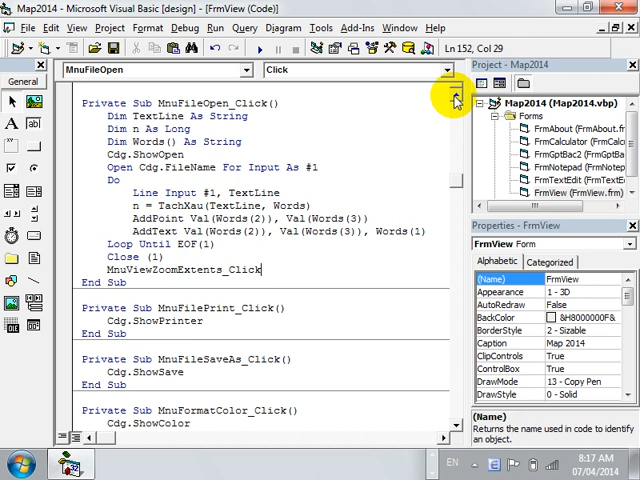 Map2014 - Microsoft Visual Basic [design] - [FrmView (Code)]
File Edit View Project Format Debug Run Query Diagram Tools Add-Ins Window Help
Ln 152, Col 29
General
MnuFileOpen Click
Private Sub MnuFileOpen_Click()
Dim TextLine As String
Dim n As Long
Dim Words() As String
Cdg.ShowOpen
Open Cdg.FileName For Input As #1
Do
Line Input #1, TextLine
n = TachXau(TextLine, Words)
AddPoint Val(Words(2)), Val(Words(3))
AddText Val(Words(2)), Val(Words(3)), Words(1)
Loop Until EOF(1)
Close (1)
MnuViewZoomExtents_Click
End Sub
Private Sub MnuFilePrint_Click()
Cdg.ShowPrinter
End Sub
Private Sub MnuFileSaveAs_Click()
Cdg.ShowSave
End Sub
Private Sub MnuFormatColor_Click()
Cdg.ShowColor
Project - Map2014
Map2014 (Map2014.vbp)
Forms
FrmAbout (FrmAbout.fr
FrmCalculator (FrmCalc
FrmGptBac2 (FrmGptBa
FrmNotepad (FrmNotep
FrmTextEdit (FrmTextE
FrmView (FrmView.frm)
Properties - FrmView
FrmView Form
Alphabetic Categorized
(Name) FrmView
Appearance 1 - 3D
AutoRedraw False
BackColor &H8000000F&
BorderStyle 2 - Sizable
Caption Map 2014
ClipControls True
ControlBox True
DrawMode 13 - Copy Pen
DrawStyle 0 - Solid
(Name)
Returns the name used in code to identify
an object.
EN
8:17 AM
07/04/2014